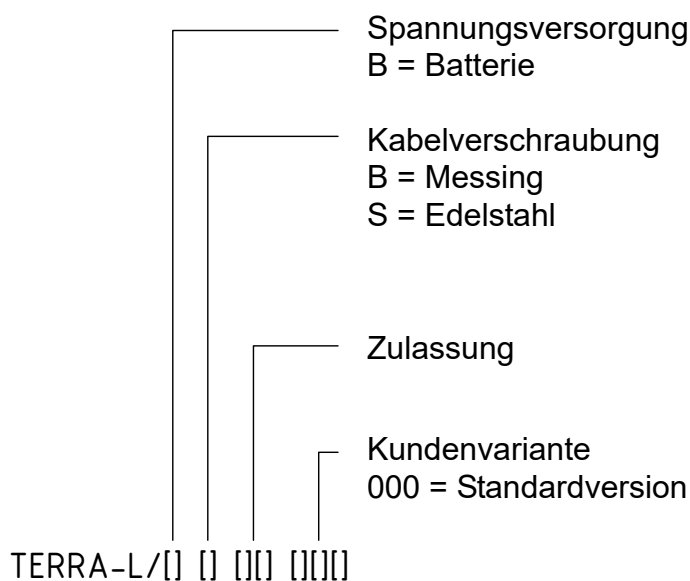 Spannungsversorgung
B = Batterie
Kabelverschraubung
B = Messing
S = Edelstahl
Zulassung
Kundenvariante
000 = Standardversion
TERRA-L/[] [] [][] [][][]